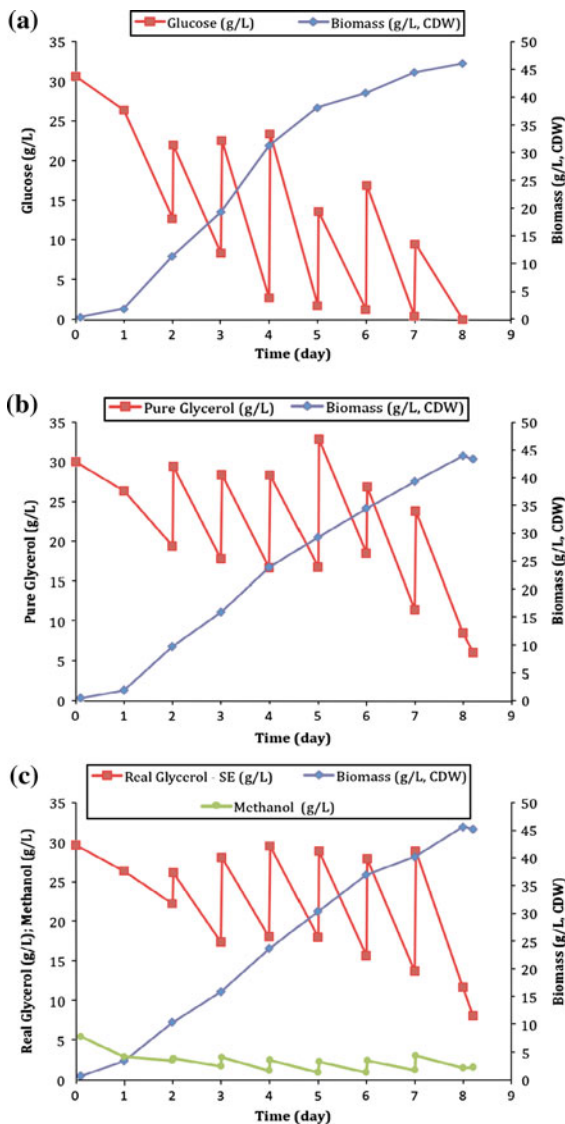 (a)
Glucose (g/L) Biomass (g/L, CDW)
35 30 25 20 15 10 5 0
Glucose (g/L)
50 45 40 35 30 25 20 15 10 5 0
Biomass (g/L, CDW)
0 1 2 3 4 5 6 7 8 9
Time (day)
(b)
Pure Glycerol (g/L) Biomass (g/L, CDW)
35 30 25 20 15 10 5 0
Pure Glycerol (g/L)
50 45 40 35 30 25 20 15 10 5 0
Biomass (g/L, CDW)
0 1 2 3 4 5 6 7 8 9
Time (day)
(c)
Real Glycerol - SE (g/L) Biomass (g/L, CDW)
Methanol (g/L)
35 30 25 20 15 10 5 0
Real Glycerol (g/L); Methanol (g/L)
50 45 40 35 30 25 20 15 10 5 0
Biomass (g/L, CDW)
0 1 2 3 4 5 6 7 8 9
Time (day)